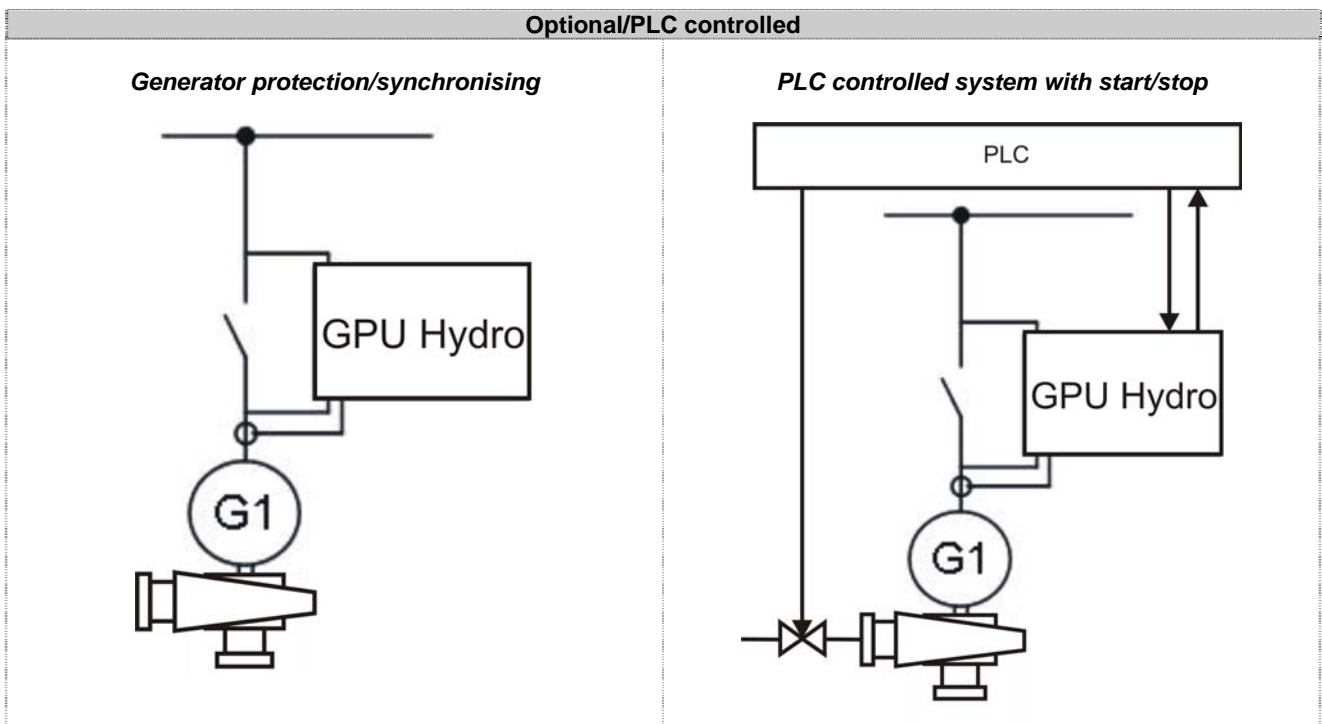 Optional/PLC controlled
Generator protection/synchronising
GPU Hydro
G1
PLC controlled system with start/stop
PLC
GPU Hydro
G1